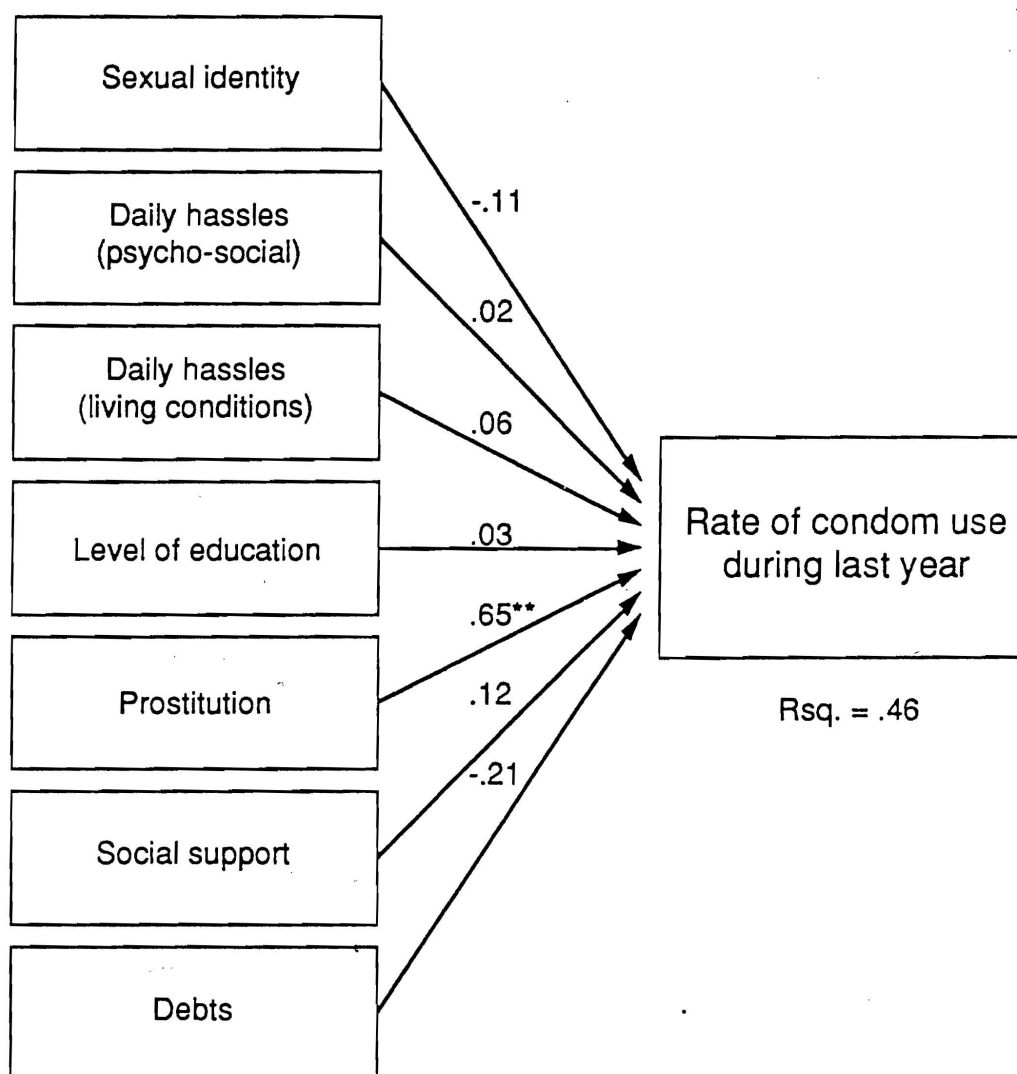 Sexual identity
-.11
Daily hassles
(psycho-social)
.02
Daily hassles
(living conditions)
.06
Level of education
.03
Rate of condom use
during last year
.65**
Prostitution
.12
Rsq. = .46
-.21
Social support
Debts